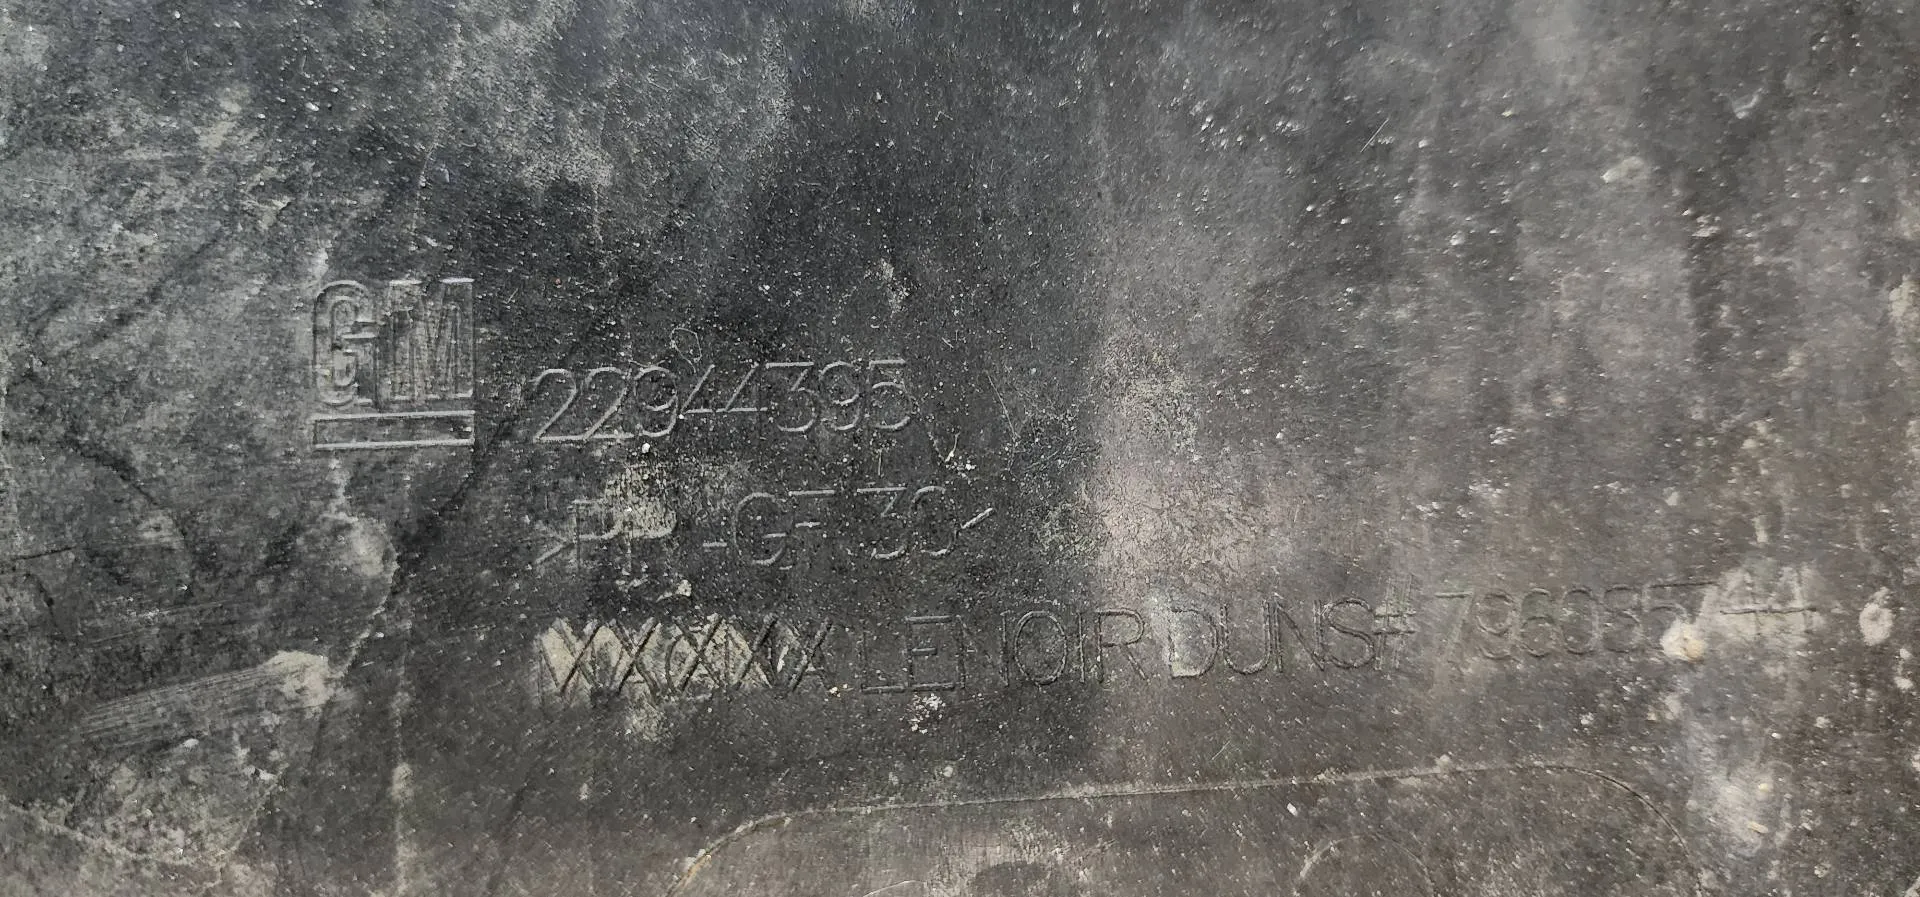 GM
22944395
>PP-GF30<
LENOIR DUNS#